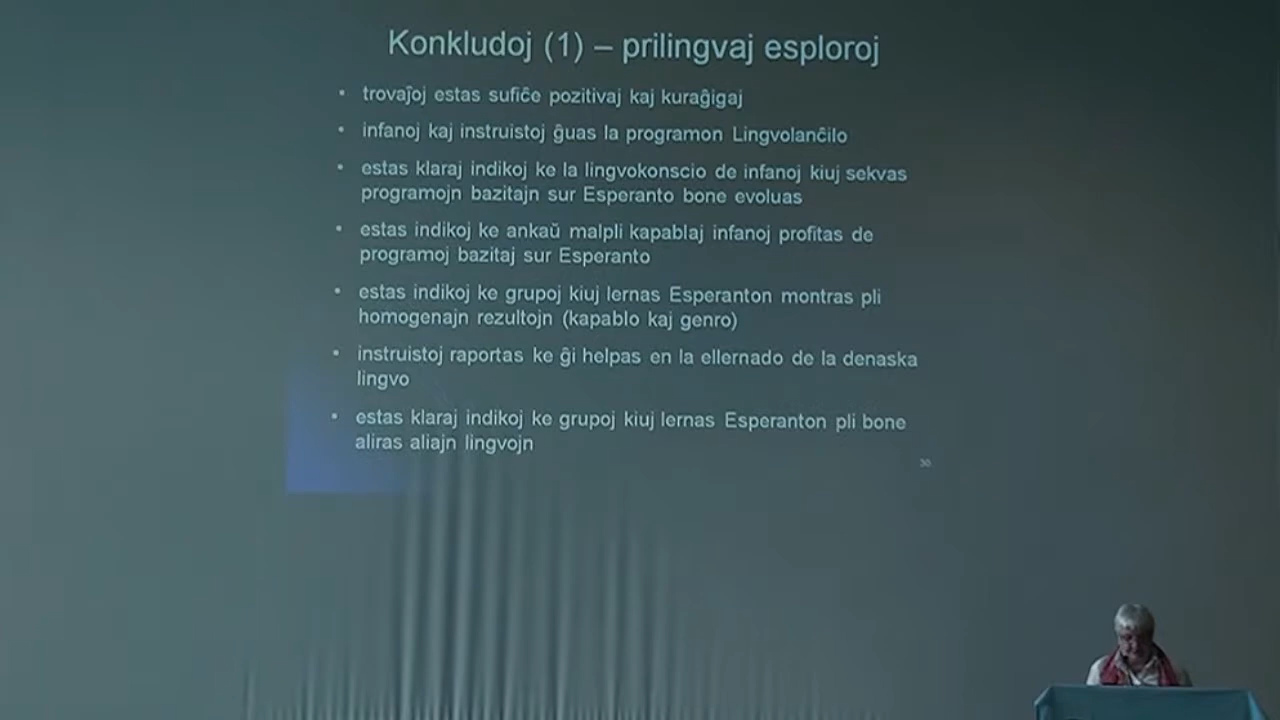 Konkludoj (1) – prilingvaj esploroj
• trovaĵoj estas sufiĉe pozitivaj kaj kuraĝigaj
• infanoj kaj instruistoj ĝuas la programon Lingvolanĉilo
• estas klaraj indikoj ke la lingvokonscio de infanoj kiuj sekvas
programojn bazitajn sur Esperanto bone evoluas
• estas indikoj ke ankaŭ malpli kapablaj infanoj profitas de
programoj bazitaj sur Esperanto
• estas indikoj ke grupoj kiuj lernas Esperanton montras pli
homogenajn rezultojn (kapablo kaj genro)
• instruistoj raportas ke ĝi helpas en la ellernado de la denaska
lingvo
• estas klaraj indikoj ke grupoj kiuj lernas Esperanton pli bone
aliras aliajn lingvojn
30